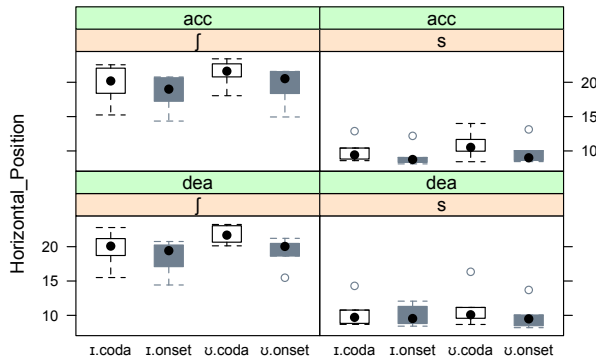 acc acc
ʃ s
20
15
10
dea dea
ʃ s
20
15
10
Horizontal_Position
ɪ.coda ɪ.onset ʊ.coda ʊ.onset ɪ.coda ɪ.onset ʊ.coda ʊ.onset